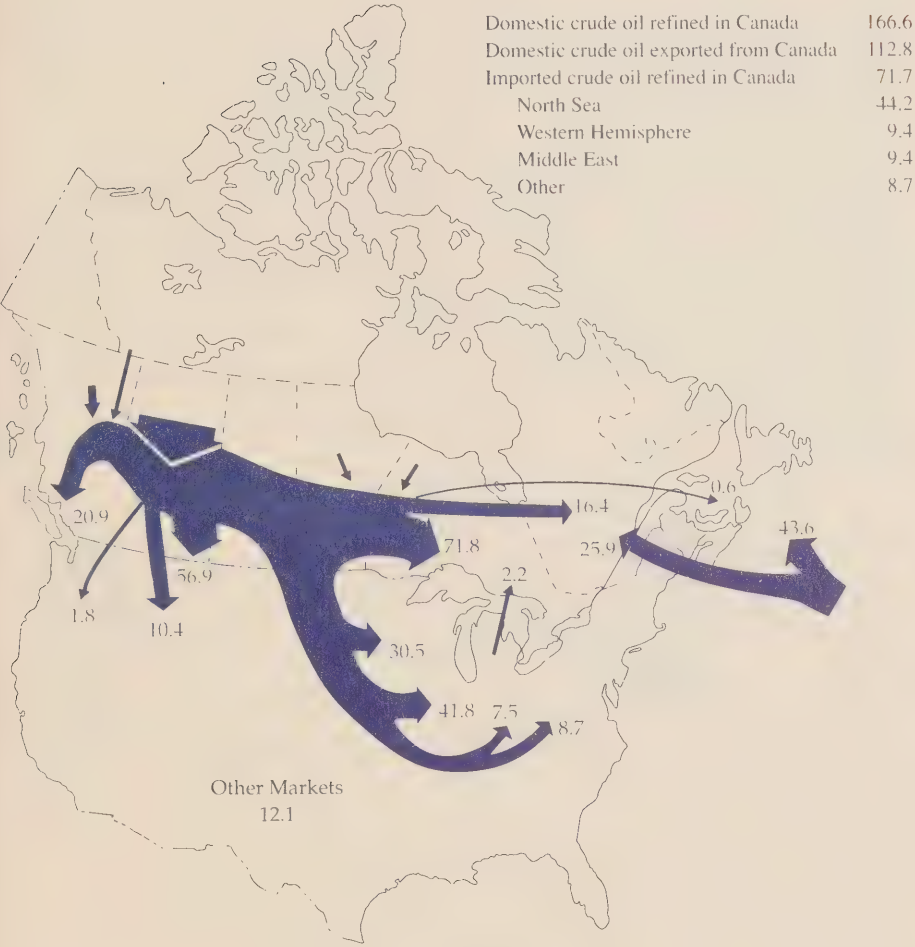 Domestic crude oil refined in Canada 166.6
Domestic crude oil exported from Canada 112.8
Imported crude oil refined in Canada 71.7
North Sea 44.2
Western Hemisphere 9.4
Middle East 9.4
Other 8.7
0.6
16.4
20.9
43.6
71.8
25.9
56.9
2.2
1.8
10.4
30.5
41.8
7.5
8.7
Other Markets
12.1